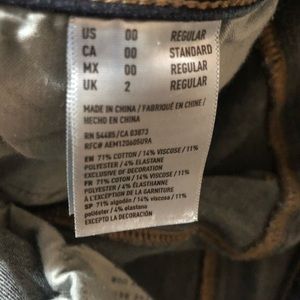 US 00 REGULAR
CA 00 STANDARD
MX 00 REGULAR
UK 2 REGULAR
MADE IN CHINA / FABRIQUÉ EN CHINE /
HECHO EN CHINA
RN 54485/CA 03873
RFC# AEM120605U9A
EN 71% COTTON / 14% VISCOSE / 11%
POLYESTER / 4% ELASTANE
EXCLUSIVE OF DECORATION
FR 71% COTON / 14% VISCOSE / 11%
POLYESTER / 4% ÉLASTHANNE
À L'EXCEPTION DE LA GARNITURE
SP 71% algodón / 14% viscosa / 11%
poliéster / 4% elastane
EXCEPTO LA DECORACIÓN